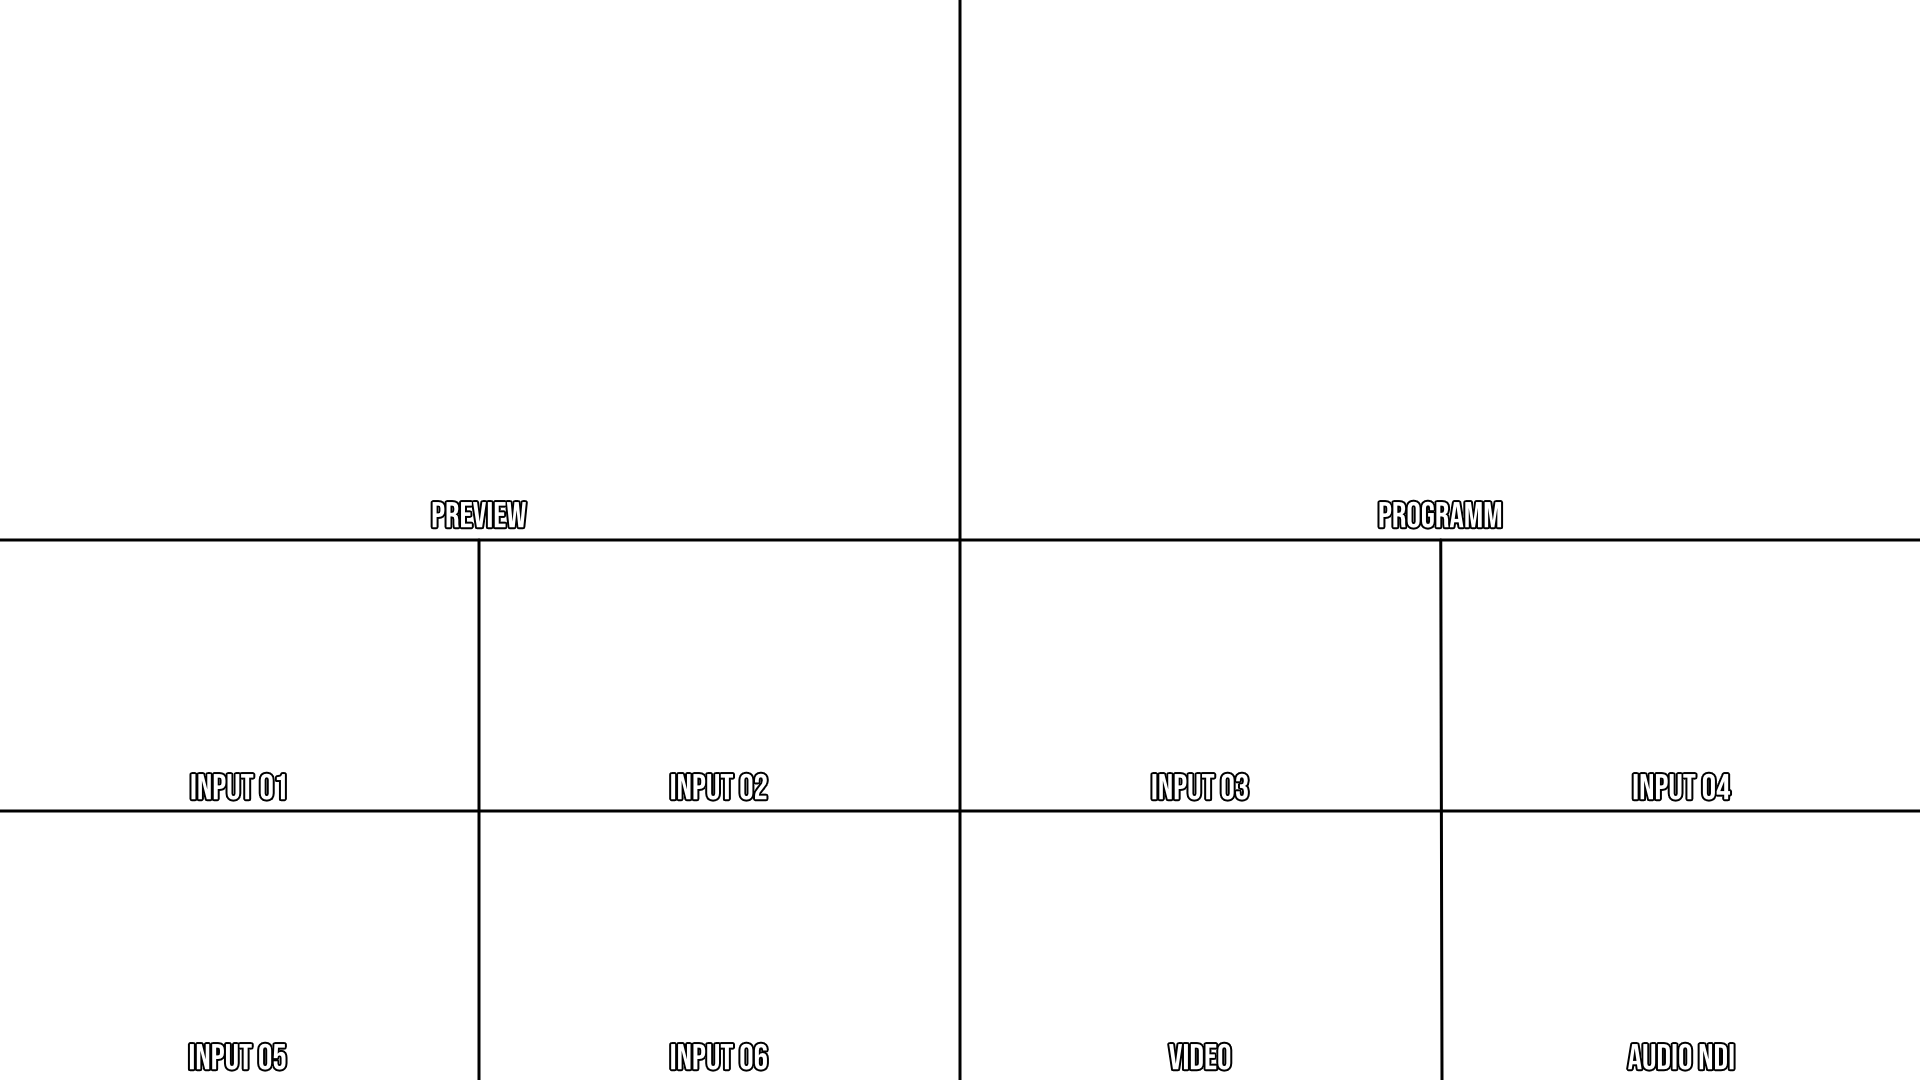 PREVIEW
PROGRAMM
INPUT 01
INPUT 02
INPUT 03
INPUT 04
INPUT 05
INPUT 06
VIDEO
AUDIO NDI